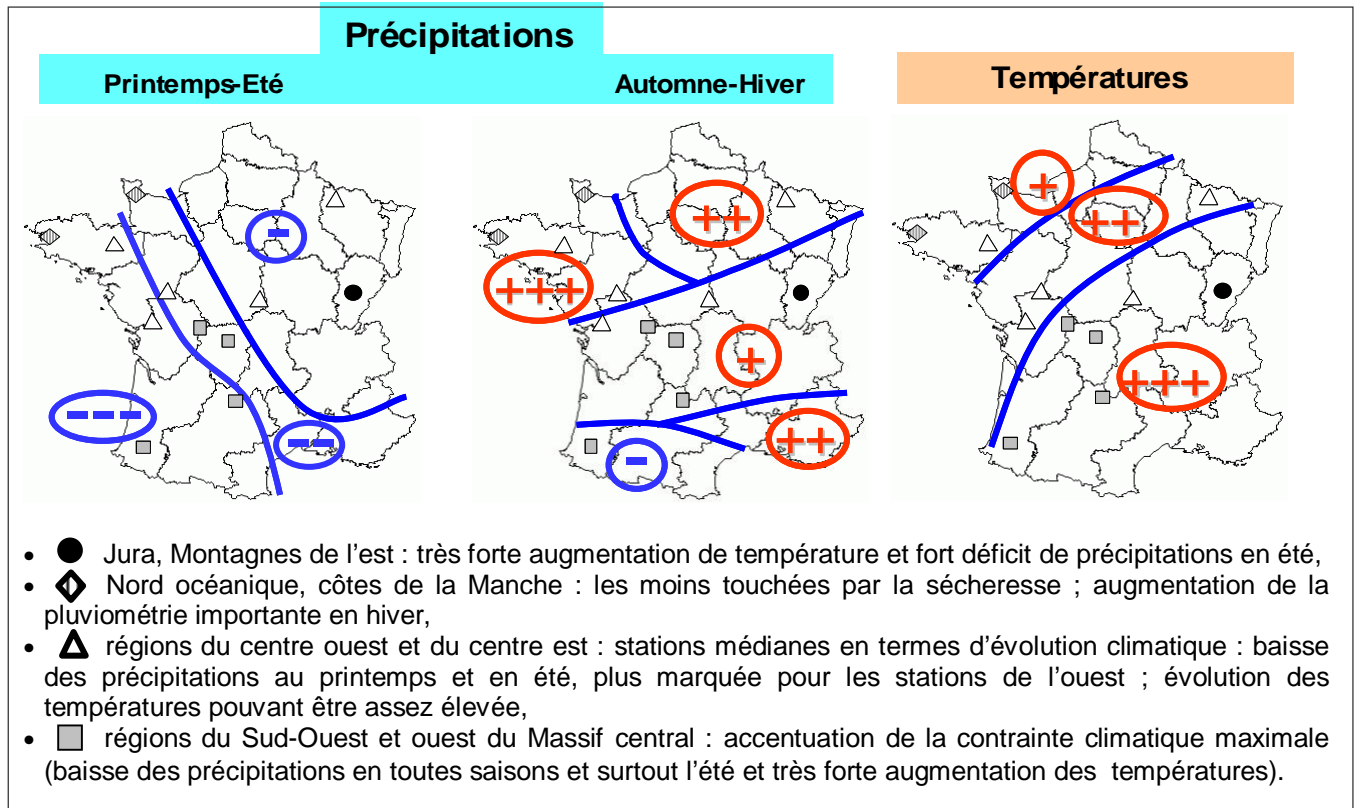 Précipitations
Printemps-Eté
Automne-Hiver
Températures
-
- - -
- -
++
+++
+
++
-
+
++
+++
• Jura, Montagnes de l’est : très forte augmentation de température et fort déficit de précipitations en été,
• Nord océanique, côtes de la Manche : les moins touchées par la sécheresse ; augmentation de la
pluviométrie importante en hiver,
• régions du centre ouest et du centre est : stations médianes en termes d’évolution climatique : baisse
des précipitations au printemps et en été, plus marquée pour les stations de l’ouest ; évolution des
températures pouvant être assez élevée,
• régions du Sud-Ouest et ouest du Massif central : accentuation de la contrainte climatique maximale
(baisse des précipitations en toutes saisons et surtout l’été et très forte augmentation des températures).